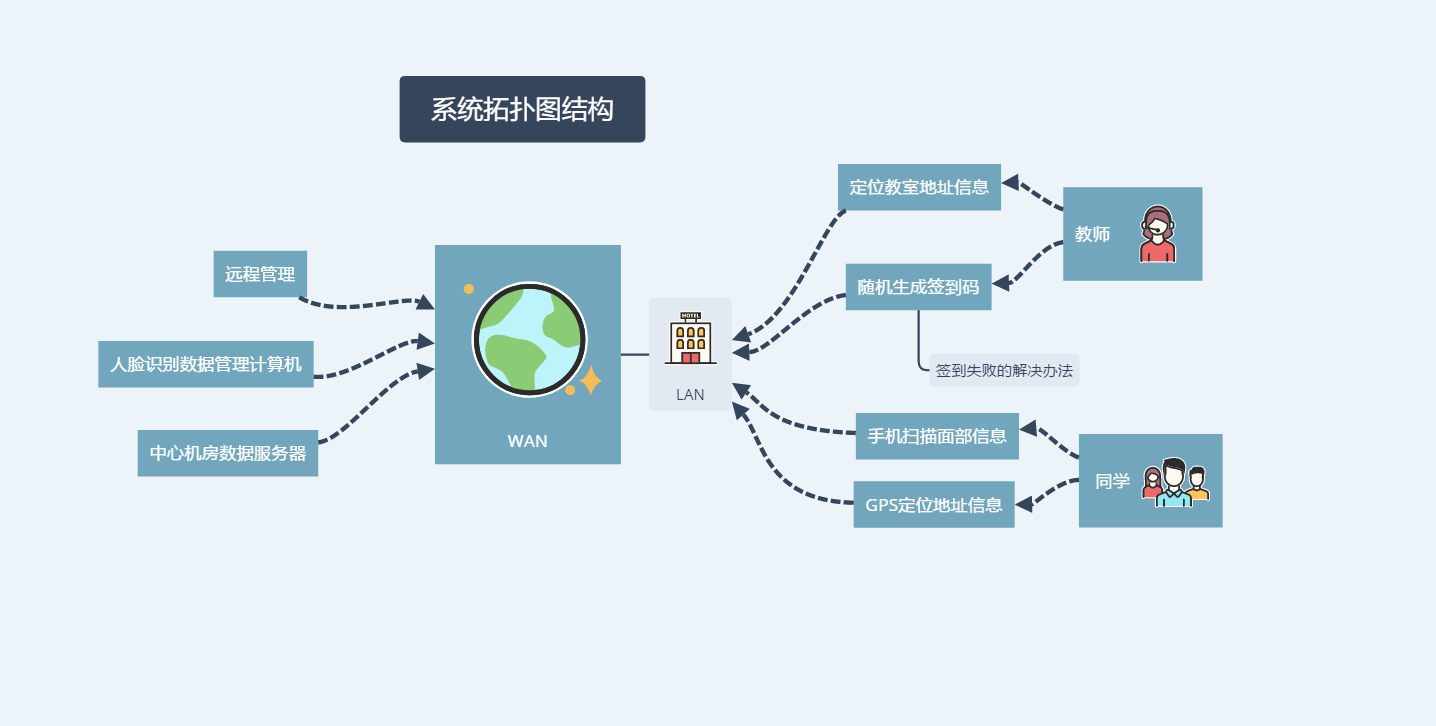 系统拓扑图结构
远程管理
人脸识别数据管理计算机
中心机房数据服务器
WAN
HOTEL
LAN
定位教室地址信息
随机生成签到码
签到失败的解决办法
手机扫描面部信息
GPS定位地址信息
教师
同学